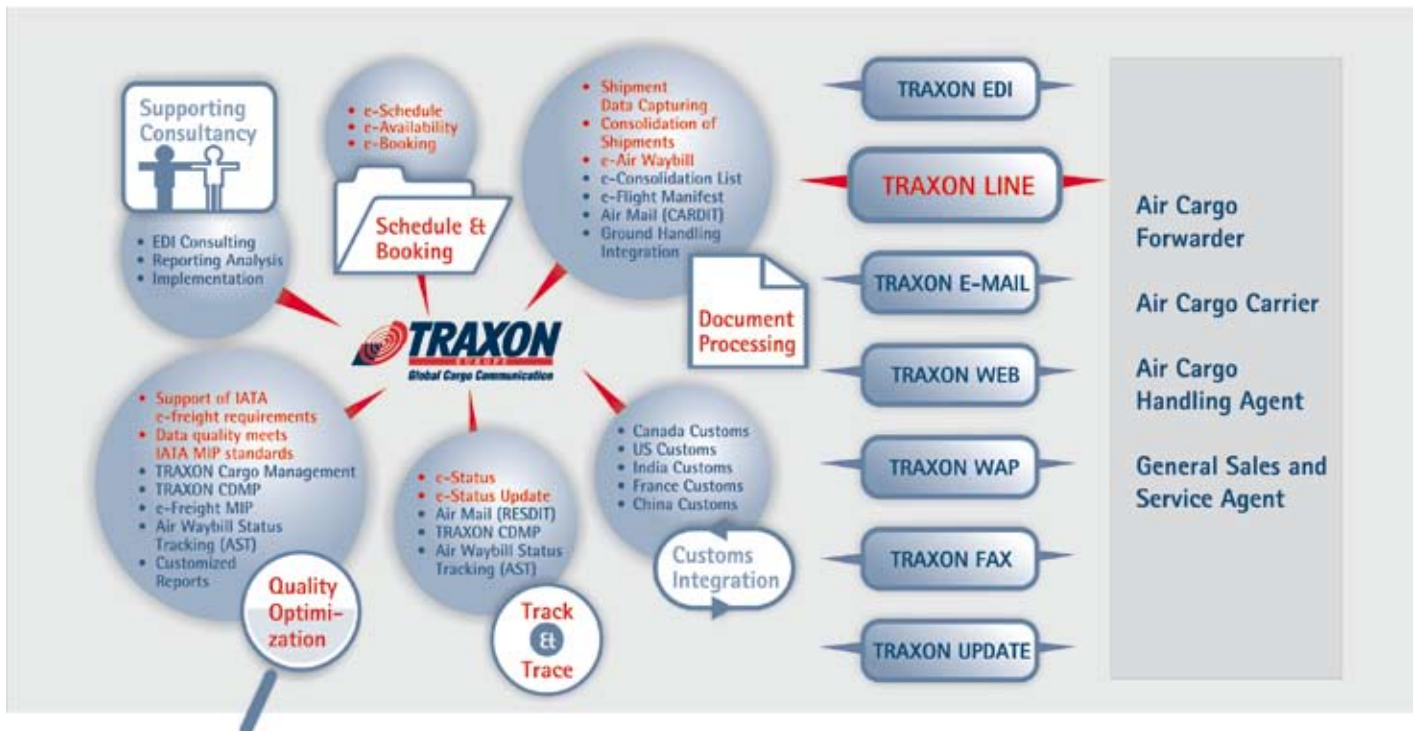 Supporting
Consultancy
• EDI Consulting
• Reporting Analysis
• Implementation
• e-Schedule
• e-Availability
• e-Booking
Schedule &
Booking
• Shipment
Data Capturing
• Consolidation of
Shipments
• e-Air Waybill
• e-Consolidation List
• e-Flight Manifest
• Air Mail (CARDIT)
• Ground Handling
Integration
Document
Processing
TRAXON
EUROPE
Global Cargo Communication
• Support of IATA
e-freight requirements
• Data quality meets
IATA MIP standards
• TRAXON Cargo Management
• TRAXON CDMP
• e-Freight MIP
• Air Waybill Status
Tracking (AST)
• Customized
Reports
Quality
Optimi-
zation
• e-Status
• e-Status Update
• Air Mail (RESDIT)
• TRAXON CDMP
• Air Waybill Status
Tracking (AST)
Track
&
Trace
• Canada Customs
• US Customs
• India Customs
• France Customs
• China Customs
Customs
Integration
TRAXON EDI
TRAXON LINE
TRAXON E-MAIL
TRAXON WEB
TRAXON WAP
TRAXON FAX
TRAXON UPDATE
Air Cargo
Forwarder
Air Cargo Carrier
Air Cargo
Handling Agent
General Sales and
Service Agent